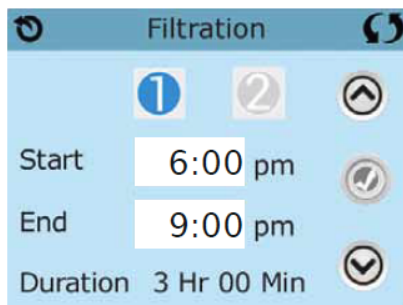 Filtration
1 2
Start 6:00 pm
End 9:00 pm
Duration 3 Hr 00 Min